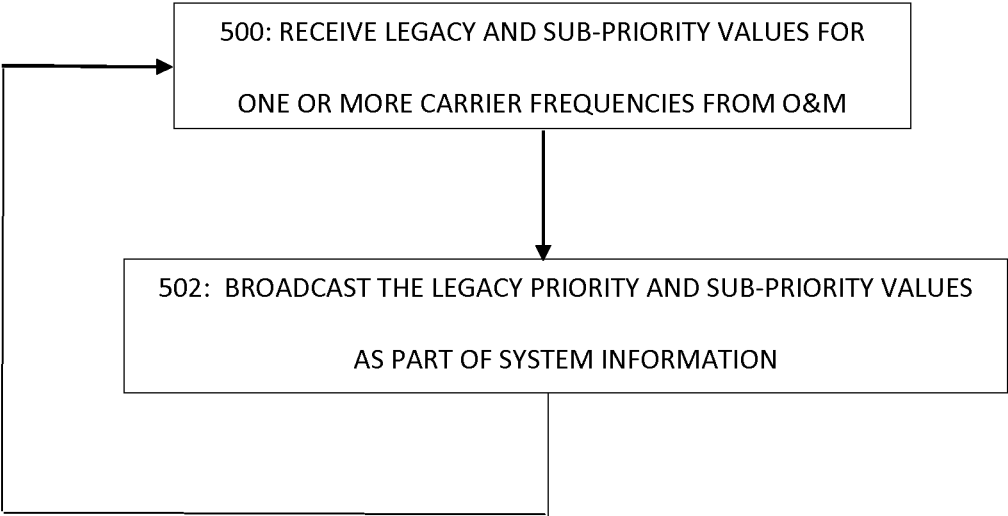 500: RECEIVE LEGACY AND SUB-PRIORITY VALUES FOR
ONE OR MORE CARRIER FREQUENCIES FROM O&M
502: BROADCAST THE LEGACY PRIORITY AND SUB-PRIORITY VALUES
AS PART OF SYSTEM INFORMATION